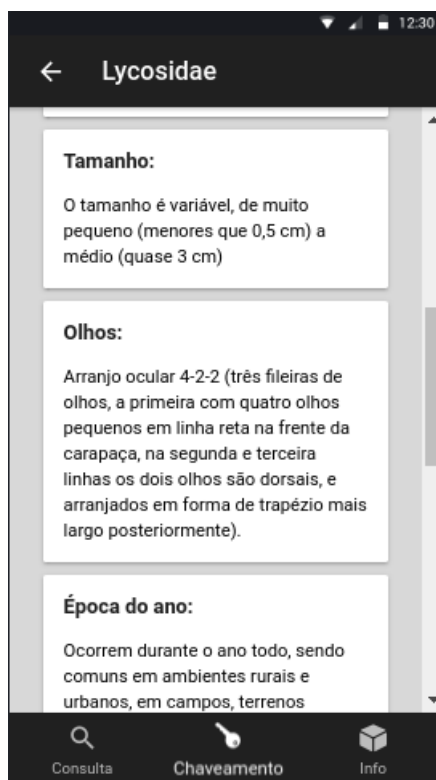 12:30
Lycosidae
Tamanho:
O tamanho é variável, de muito
pequeno (menores que 0,5 cm) a
médio (quase 3 cm)
Olhos:
Arranjo ocular 4-2-2 (três fileiras de
olhos, a primeira com quatro olhos
pequenos em linha reta na frente da
carapaça, na segunda e terceira
linhas os dois olhos são dorsais, e
arranjados em forma de trapézio mais
largo posteriormente).
Época do ano:
Ocorrem durante o ano todo, sendo
comuns em ambientes rurais e
urbanos, em campos, terrenos
Consulta
Chaveamento
Info